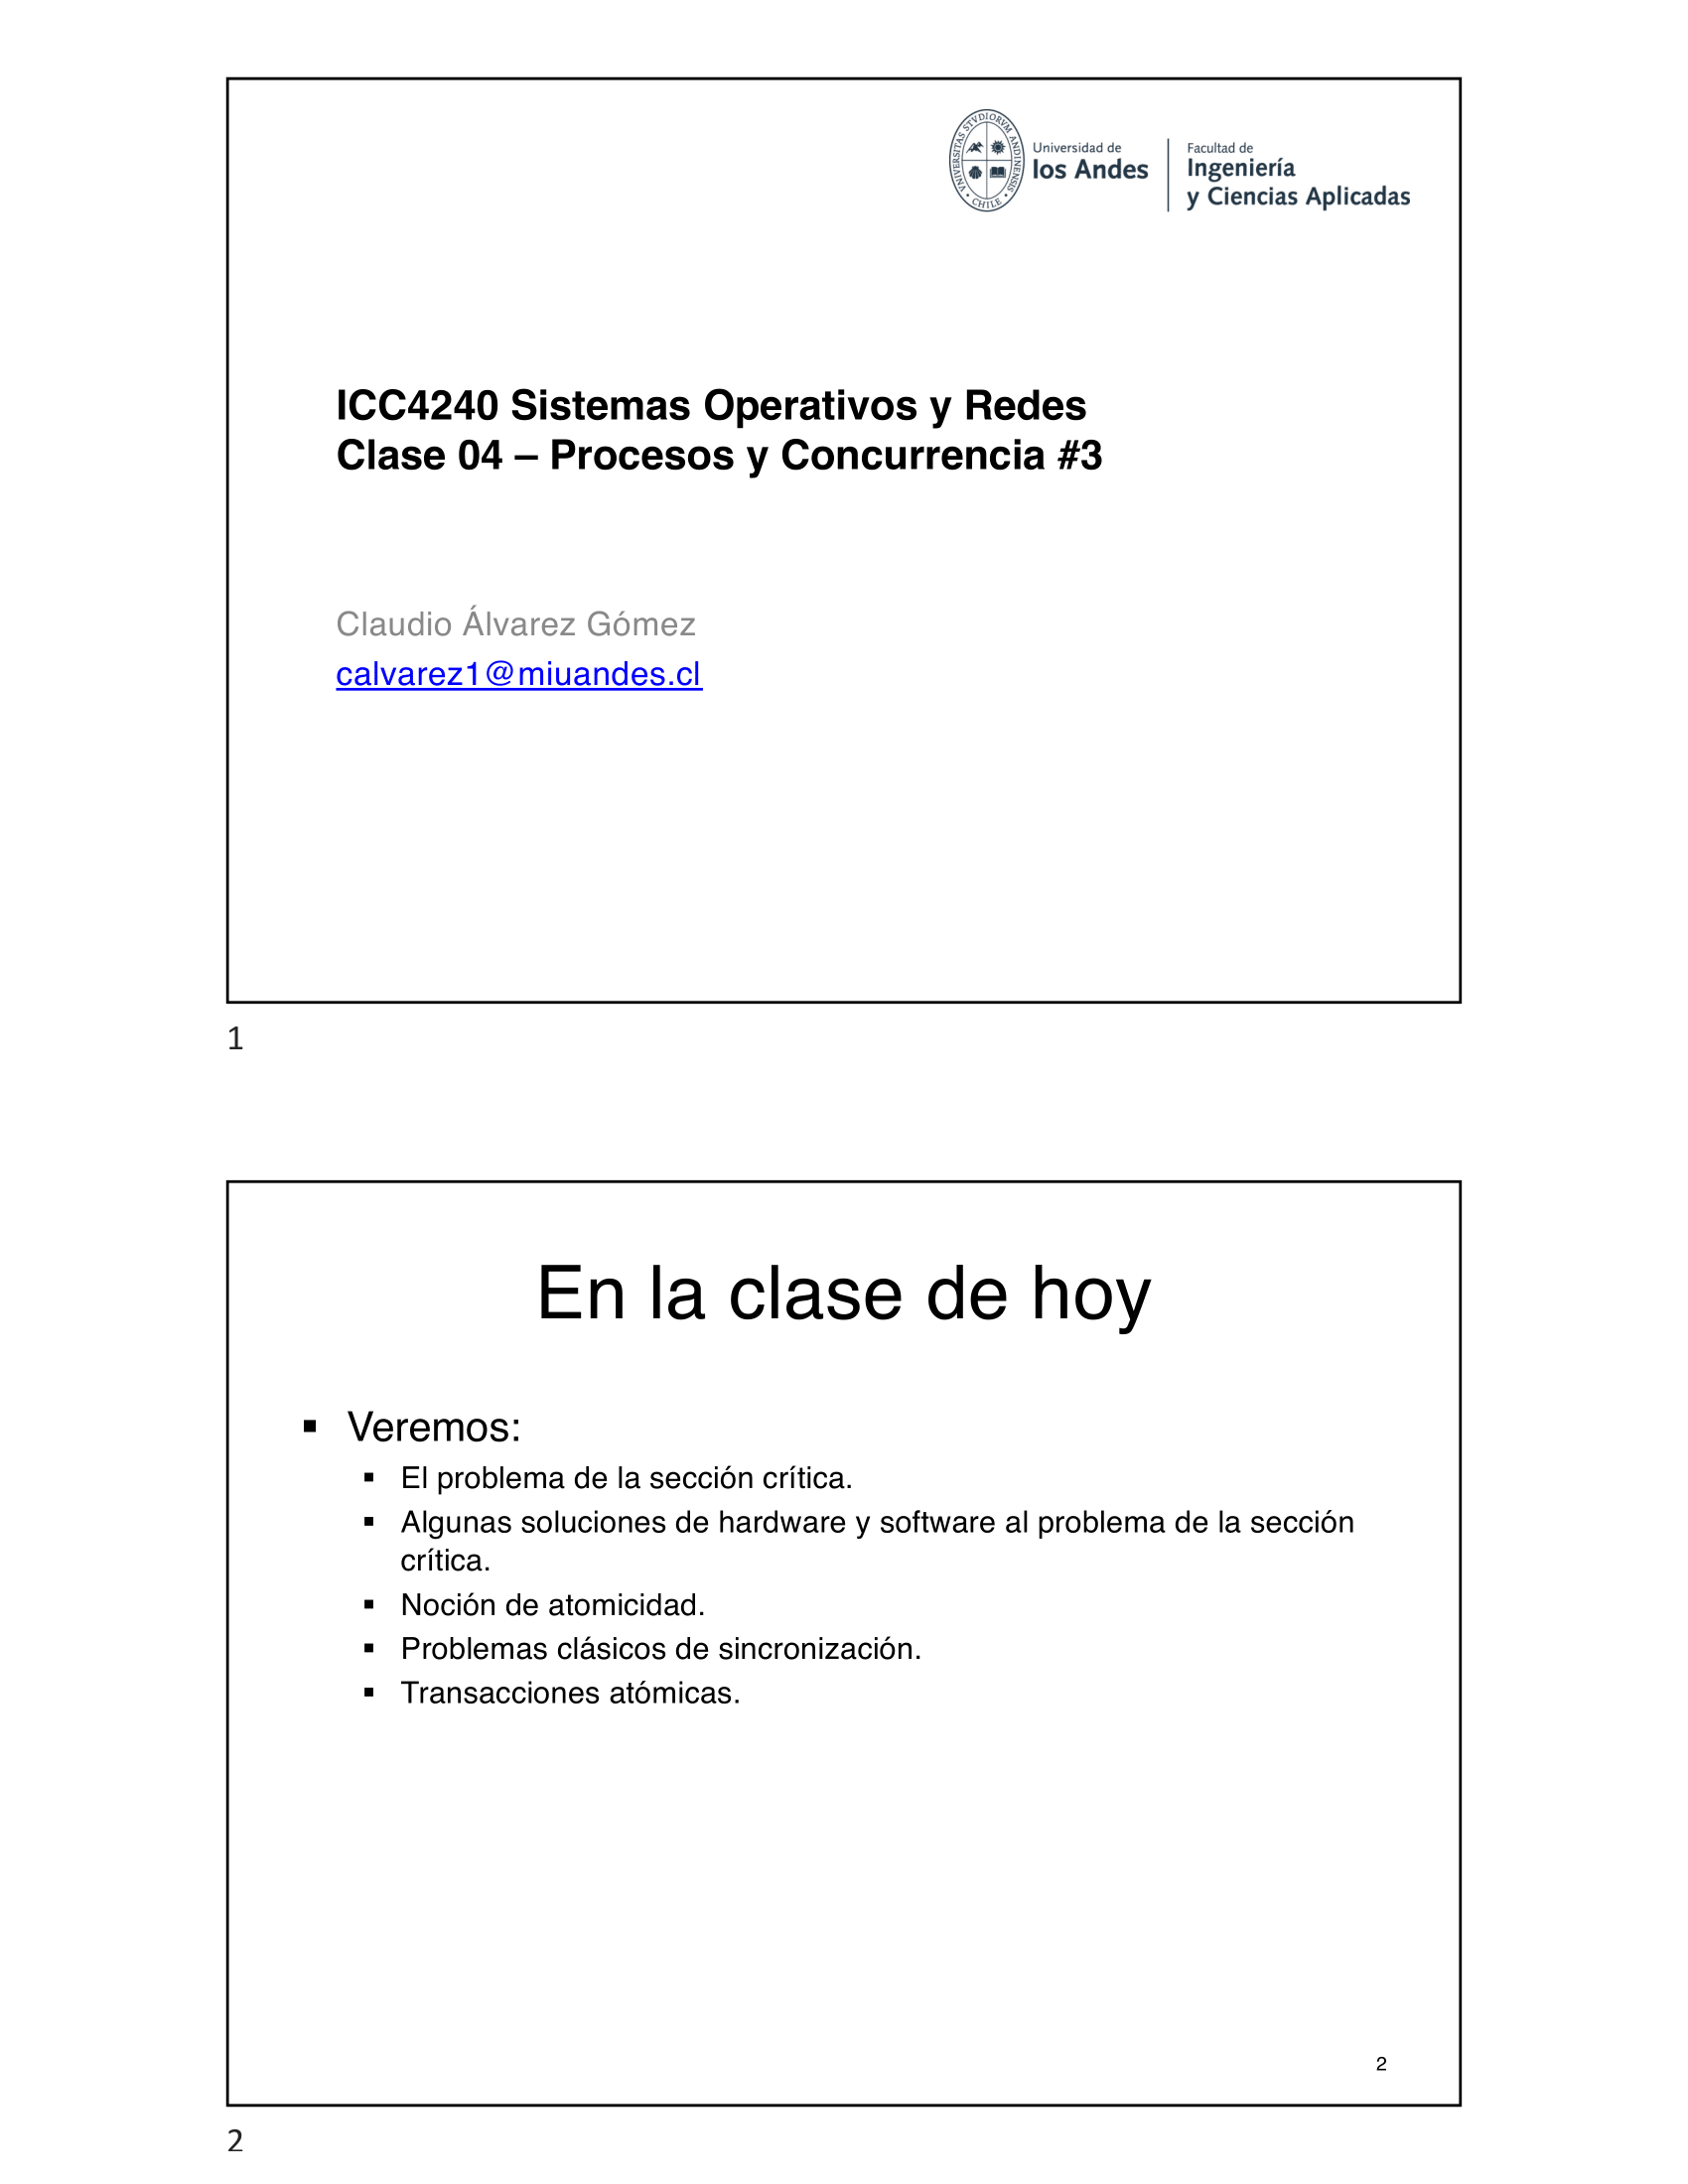 VNIVERSITAS STVDIORVM ANDINENSIS • CHILE •
Universidad de
los Andes
Facultad de
Ingeniería
y Ciencias Aplicadas
ICC4240 Sistemas Operativos y Redes
Clase 04 – Procesos y Concurrencia #3
Claudio Álvarez Gómez
calvarez1@miuandes.cl
1
En la clase de hoy
▪ Veremos:
▪ El problema de la sección crítica.
▪ Algunas soluciones de hardware y software al problema de la sección
crítica.
▪ Noción de atomicidad.
▪ Problemas clásicos de sincronización.
▪ Transacciones atómicas.
2
2